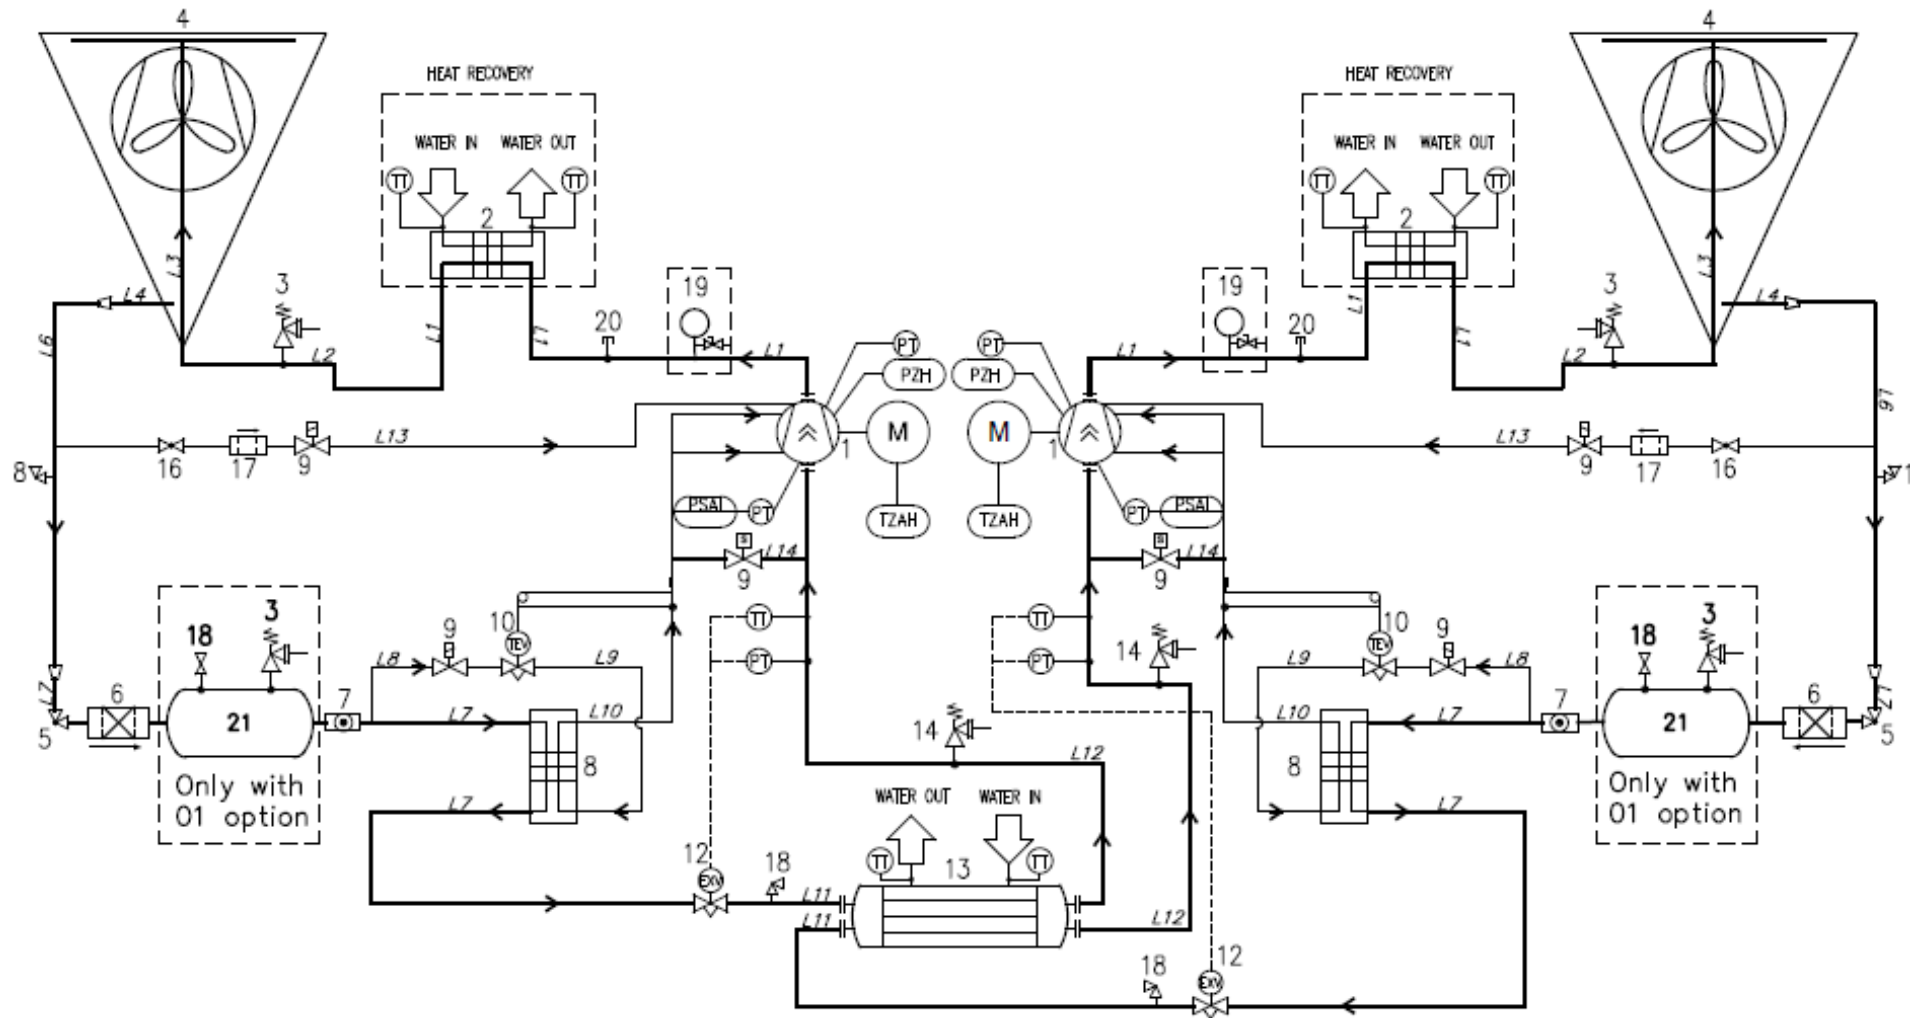 4
4
HEAT RECOVERY
HEAT RECOVERY
WATER IN
WATER OUT
WATER IN
WATER OUT
TT
TT
TT
TT
2
2
L3
L3
L4
L4
3
3
19
19
20
20
L1
L1
L1
L1
L1
L1
L2
L2
L6
L6
PT
PT
PZH
PZH
M
M
1
1
L13
L13
16
17
9
9
17
16
8
1
PSAL
PT
TZAH
TZAH
PT
PSAL
S
L14
S
L14
9
9
TT
TT
PT
PT
18
3
10
9
TEV
L8
L9
14
10
9
TEV
L9
L8
18
3
L7
6
7
5
21
L7
L10
L10
L7
7
21
6
L7
5
14
Only with
01 option
8
L12
8
Only with
01 option
L7
L7
WATER OUT
WATER IN
12
EXV
18
TT
13
TT
L11
L11
L12
18
12
EXV